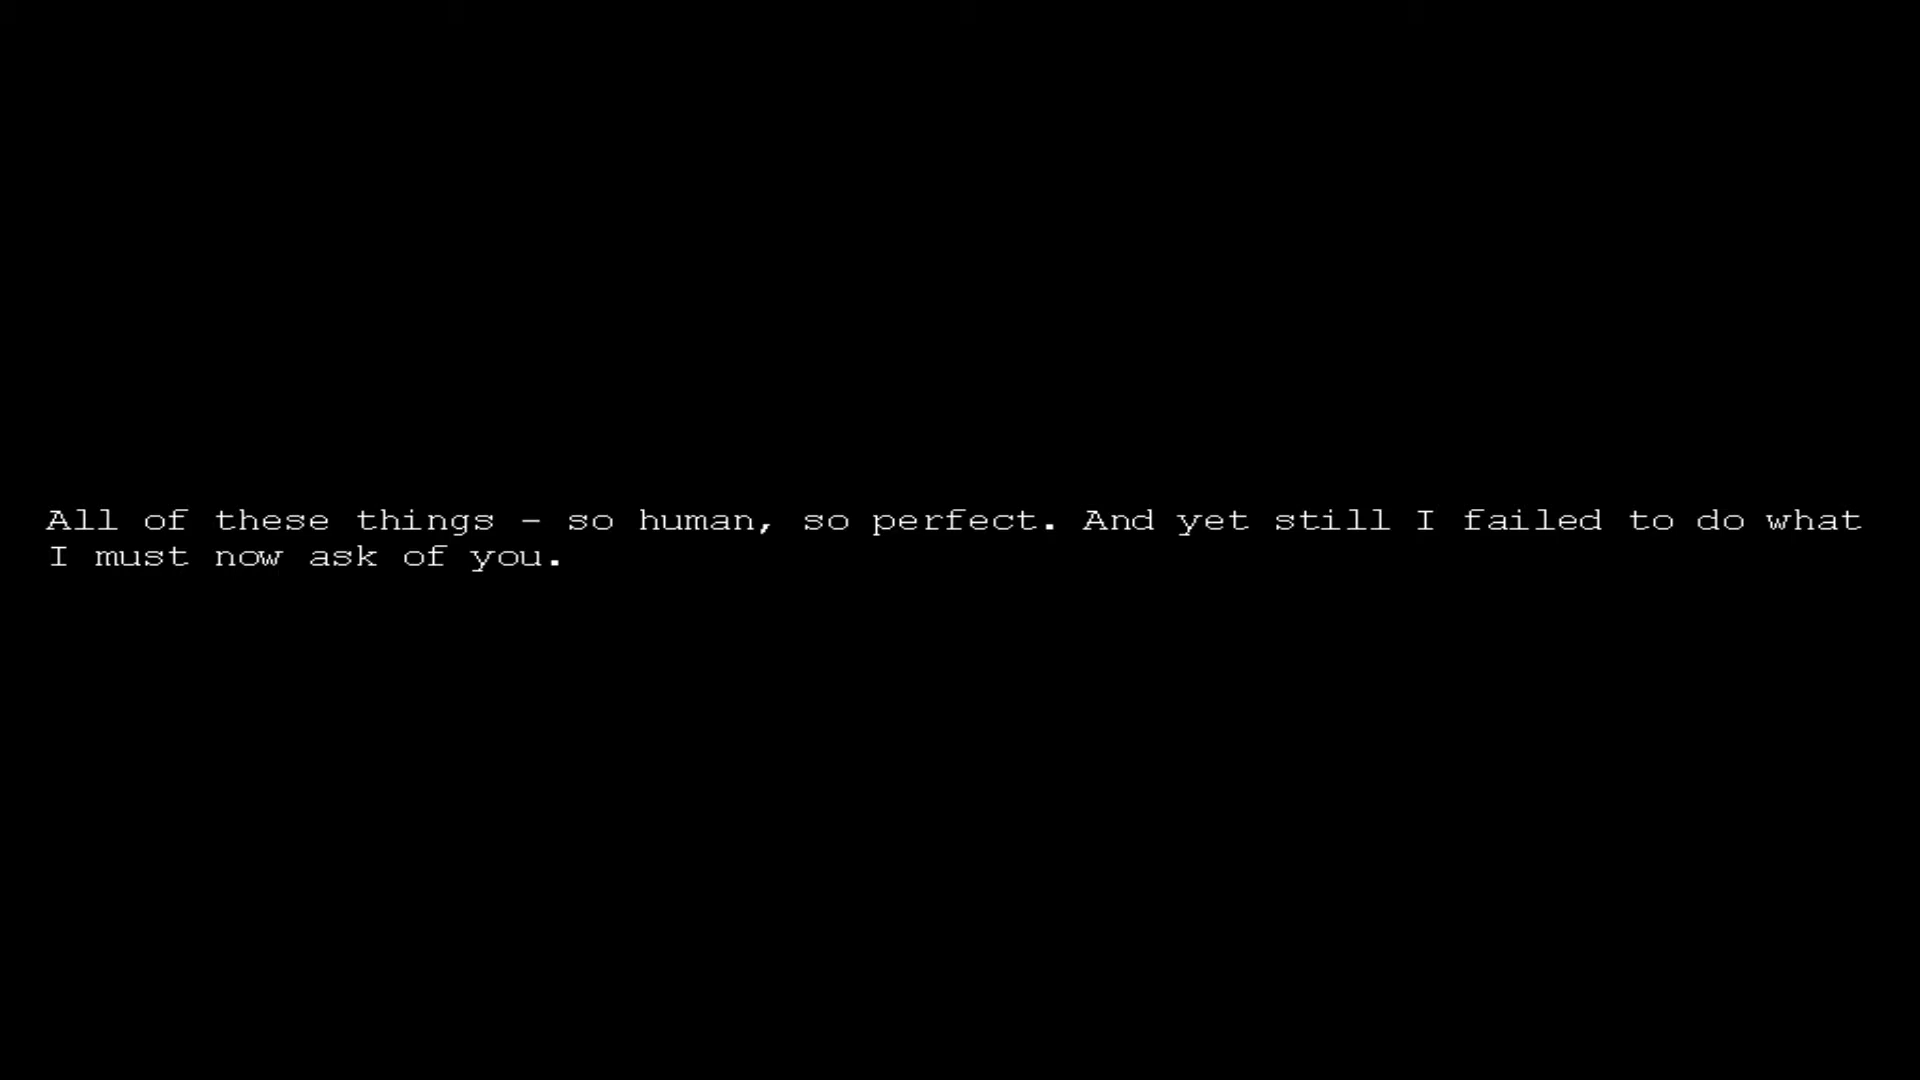 All of these things - so human, so perfect. And yet still I failed to do what
I must now ask of you.